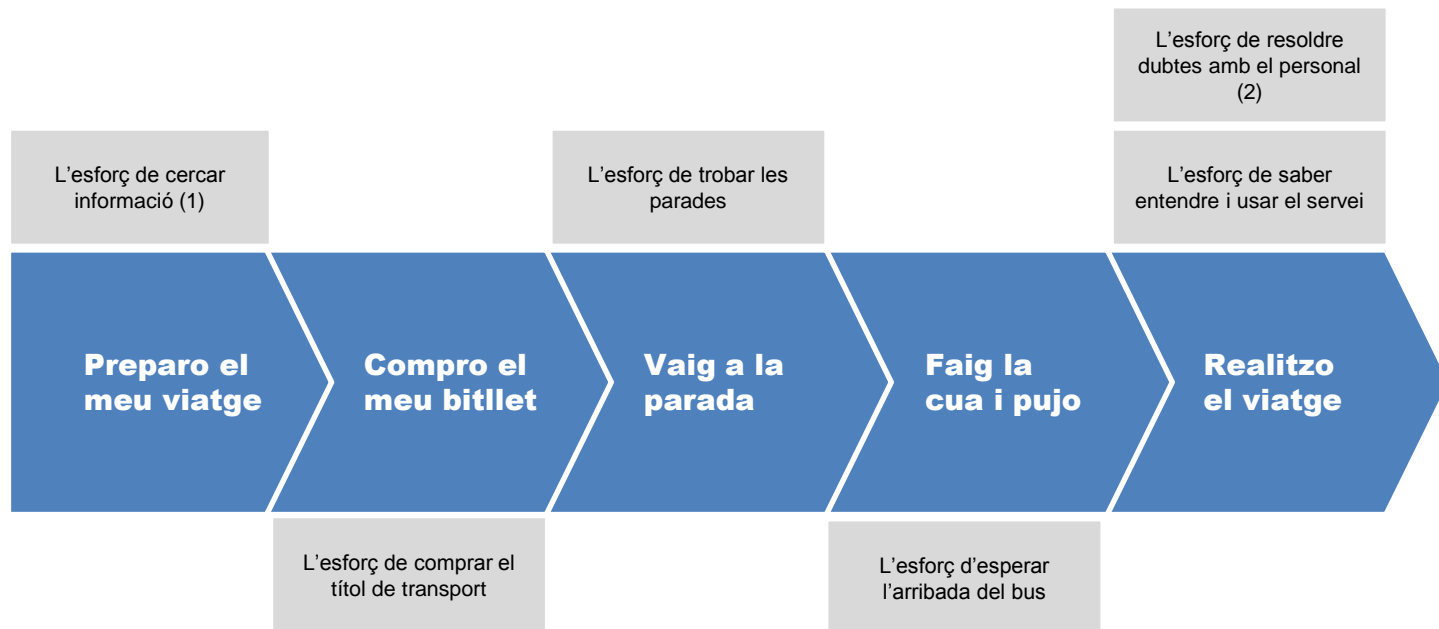 L’esforç de resoldre
dubtes amb el personal
(2)
L’esforç de cercar
informació (1)
L’esforç de trobar les
parades
L’esforç de saber
entendre i usar el servei
Preparo el
meu viatge
Compro el
meu bitllet
Vaig a la
parada
Faig la
cua i pujo
Realitzo
el viatge
L’esforç de comprar el
títol de transport
L’esforç d’esperar
l’arribada del bus